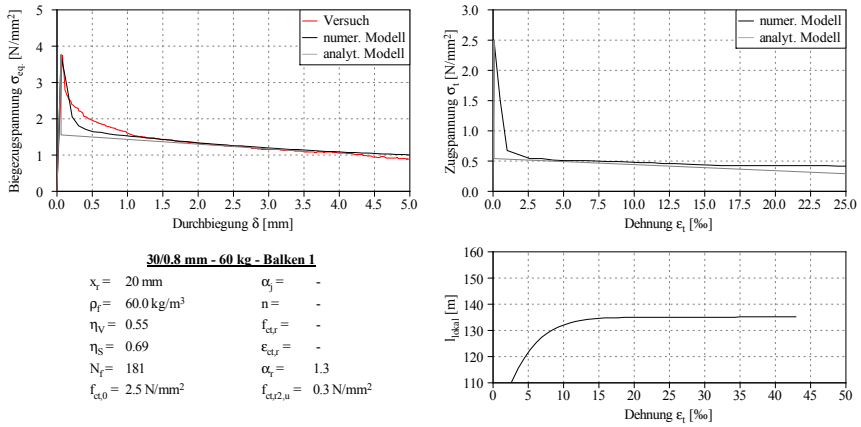 Biegezugspannung σeq. [N/mm²]
5
4
3
2
1
0
0.0 0.5 1.0 1.5 2.0 2.5 3.0 3.5 4.0 4.5 5.0
Durchbiegung δ [mm]
Versuch
numer. Modell
analyt. Modell
Zugspannung σt [N/mm²]
3.0
2.5
2.0
1.5
1.0
0.5
0.0
0.0 2.5 5.0 7.5 10.0 12.5 15.0 17.5 20.0 22.5 25.0
Dehnung εt [‰]
numer. Modell
analyt. Modell
30/0.8 mm - 60 kg - Balken 1
xr = 20 mm αj = -
ρf = 60.0 kg/m³ n = -
ηV = 0.55 fct,r = -
ηS = 0.69 εct,r = -
Nf = 181 αr = 1.3
fct,0 = 2.5 N/mm² fct,r2,u = 0.3 N/mm²
llokal [m]
160
150
140
130
120
110
0 5 10 15 20 25 30 35 40 45 50
Dehnung εt [‰]